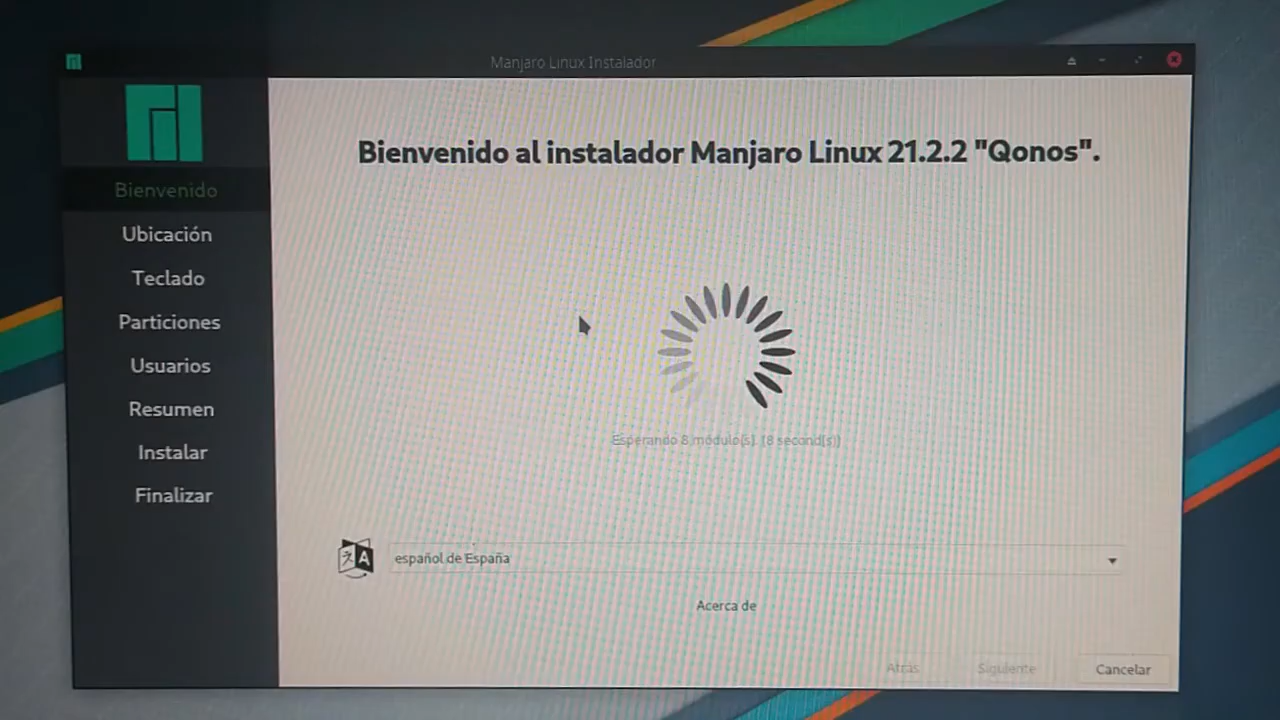 Manjaro Linux Instalador
Bienvenido
Ubicación
Teclado
Particiones
Usuarios
Resumen
Instalar
Finalizar
Bienvenido al instalador Manjaro Linux 21.2.2 "Qonos".
Esperando 8 módulo(s). (8 second(s))
español de España
Acerca de
Atrás
Siguiente
Cancelar